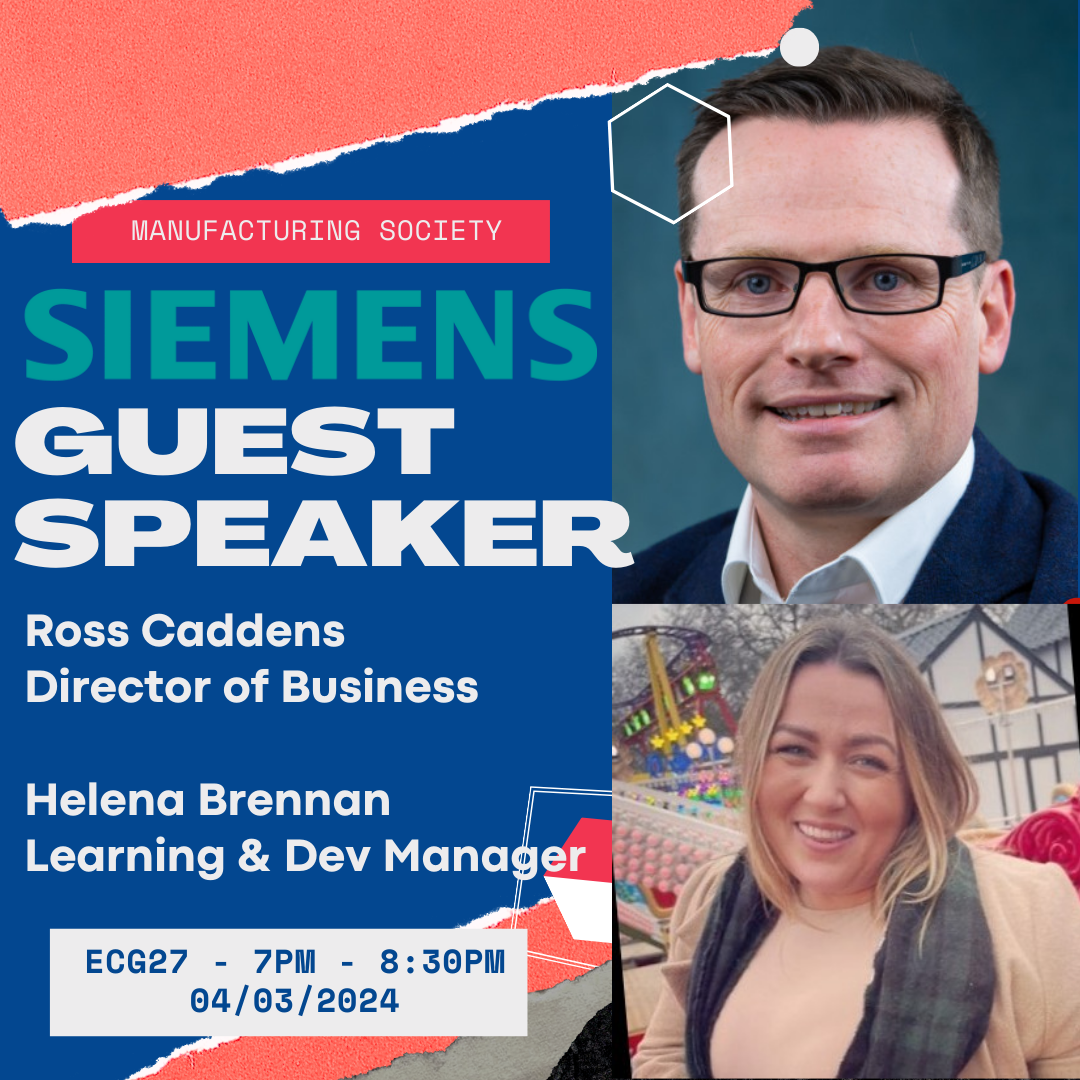 MANUFACTURING SOCIETY
SIEMENS
GUEST
SPEAKER
Ross Caddens
Director of Business
Helena Brennan
Learning & Dev Manager
ECG27 - 7PM - 8:30PM
04/03/2024